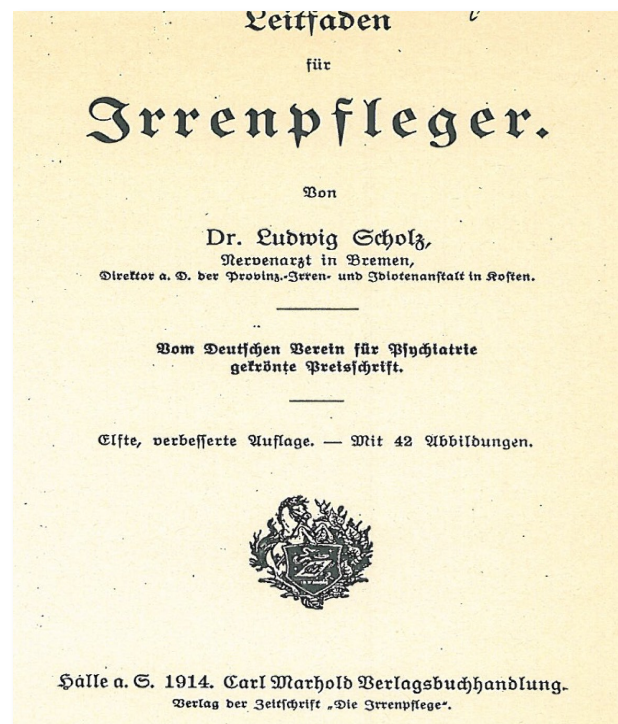 Leitfaden
für
Irrenpfleger.
Von
Dr. Ludwig Scholz,
Nervenarzt in Bremen,
Direktor a. D. der Provinz.-Irren- und Idiotenanstalt in Kosten.
Vom Deutschen Verein für Psychiatrie
gekrönte Preisschrift.
Elfte, verbesserte Auflage. — Mit 42 Abbildungen.
Halle a. S. 1914. Carl Marhold Verlagsbuchhandlung.
Verlag der Zeitschrift „Die Irrenpflege“.